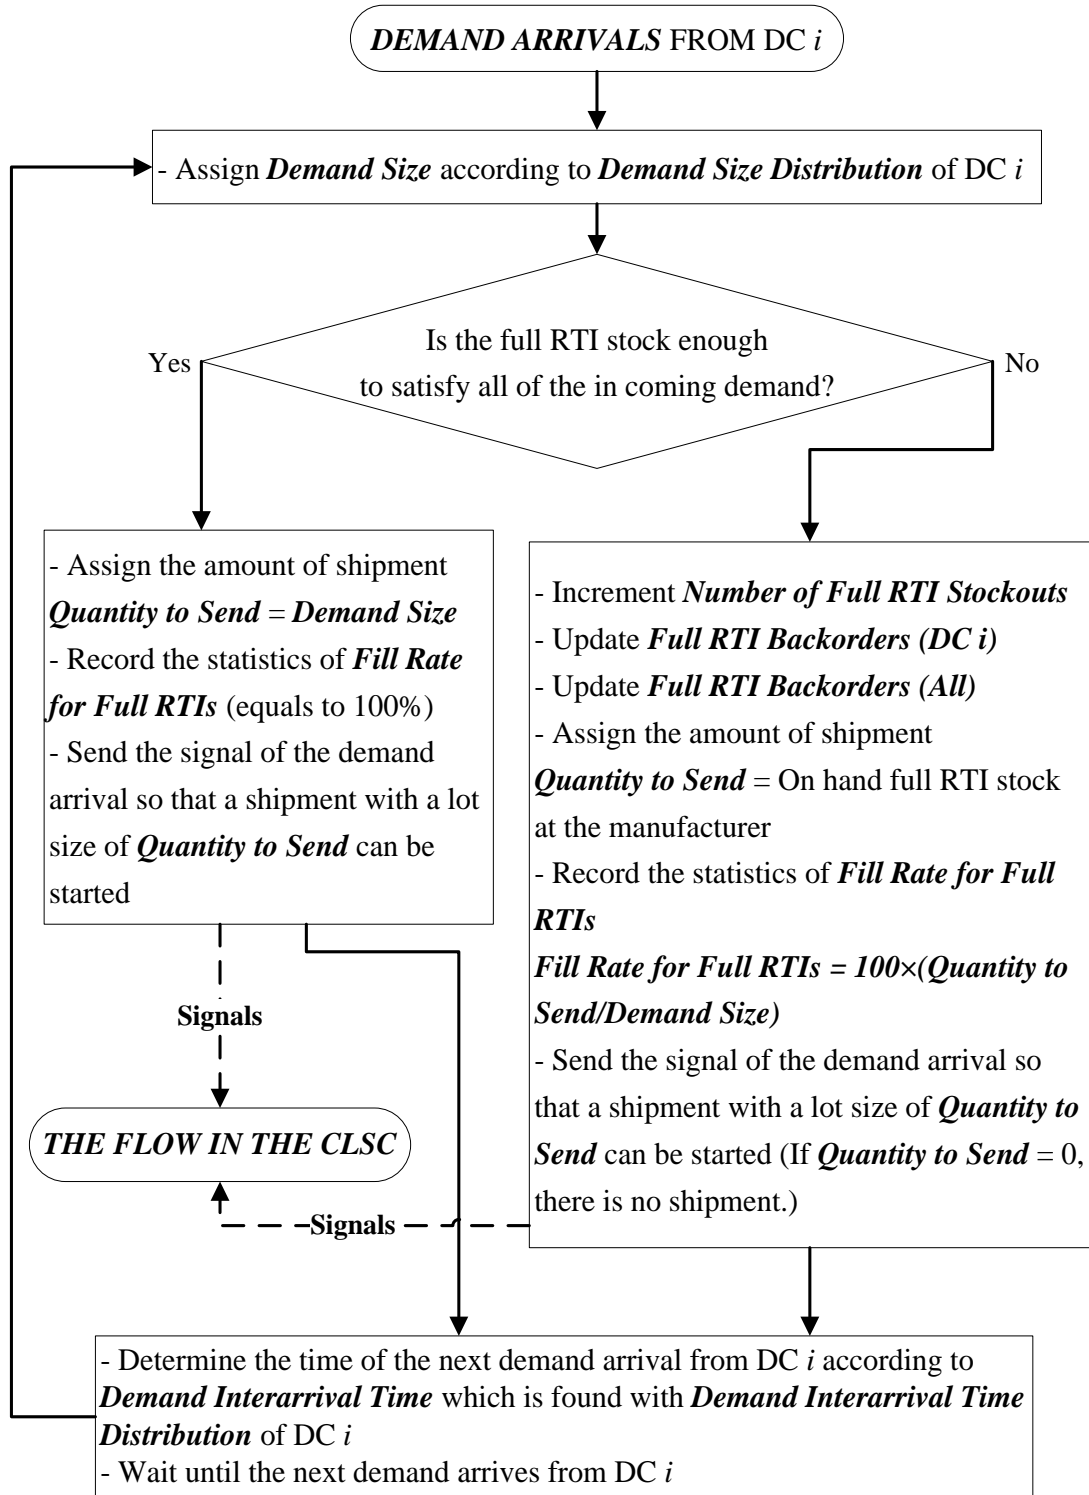 DEMAND ARRIVALS FROM DC i
- Assign Demand Size according to Demand Size Distribution of DC i
Is the full RTI stock enough
to satisfy all of the in coming demand?
Yes
No
- Assign the amount of shipment
Quantity to Send = Demand Size
- Record the statistics of Fill Rate
for Full RTIs (equals to 100%)
- Send the signal of the demand
arrival so that a shipment with a lot
size of Quantity to Send can be
started
- Increment Number of Full RTI Stockouts
- Update Full RTI Backorders (DC i)
- Update Full RTI Backorders (All)
- Assign the amount of shipment
Quantity to Send = On hand full RTI stock
at the manufacturer
- Record the statistics of Fill Rate for Full
RTIs
Fill Rate for Full RTIs = 100×(Quantity to
Send/Demand Size)
- Send the signal of the demand arrival so
that a shipment with a lot size of Quantity to
Send can be started (If Quantity to Send = 0,
there is no shipment.)
Signals
THE FLOW IN THE CLSC
Signals
- Determine the time of the next demand arrival from DC i according to
Demand Interarrival Time which is found with Demand Interarrival Time
Distribution of DC i
- Wait until the next demand arrives from DC i